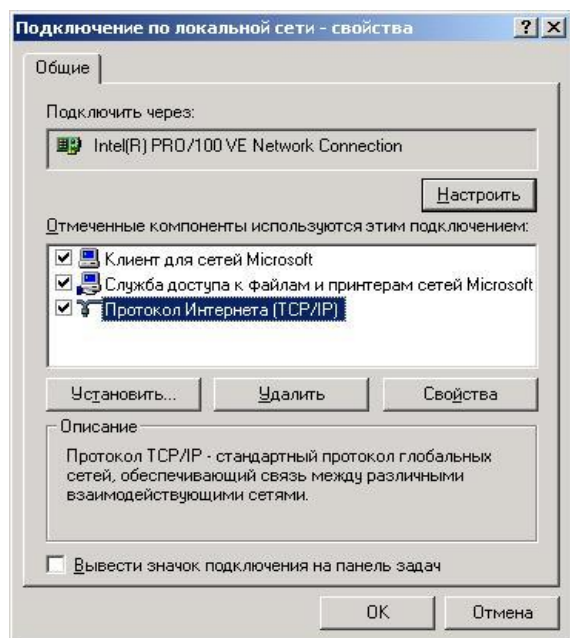 Подключение по локальной сети - свойства
Общие
Подключить через:
Intel(R) PRO/100 VE Network Connection
Настроить
Отмеченные компоненты используются этим подключением:
Клиент для сетей Microsoft
Служба доступа к файлам и принтерам сетей Microsoft
Протокол Интернета (TCP/IP)
Установить...
Удалить
Свойства
Описание
Протокол TCP/IP - стандартный протокол глобальных
сетей, обеспечивающий связь между различными
взаимодействующими сетями.
Вывести значок подключения на панель задач
OK
Отмена